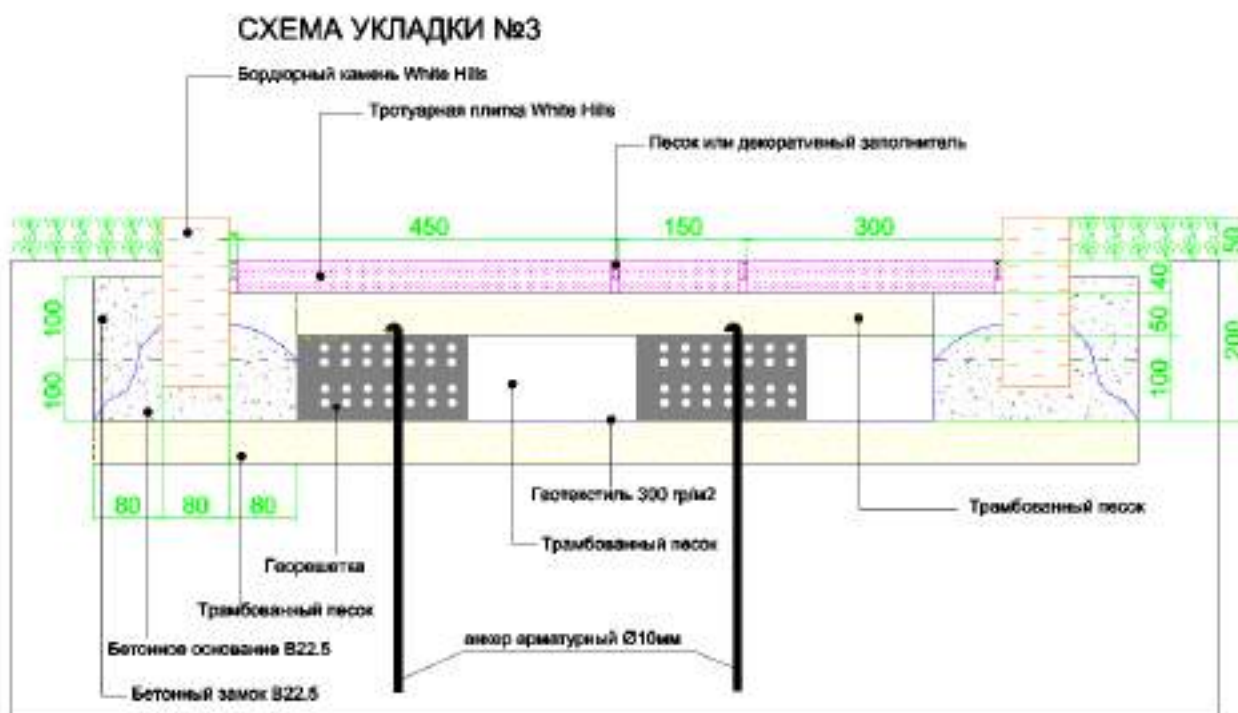 СХЕМА УКЛАДКИ №3
Бордюрный камень White Hills
Тротуарная плитка White Hills
Песок или декоративный заполнитель
450
150
300
50
40
50
100
200
100
100
80
80
80
Геотекстиль 300 гр/м2
Трамбованный песок
Трамбованный песок
Георешетка
Трамбованный песок
анкер арматурный Ø10мм
Бетонное основание B22.5
Бетонный замок B22.5